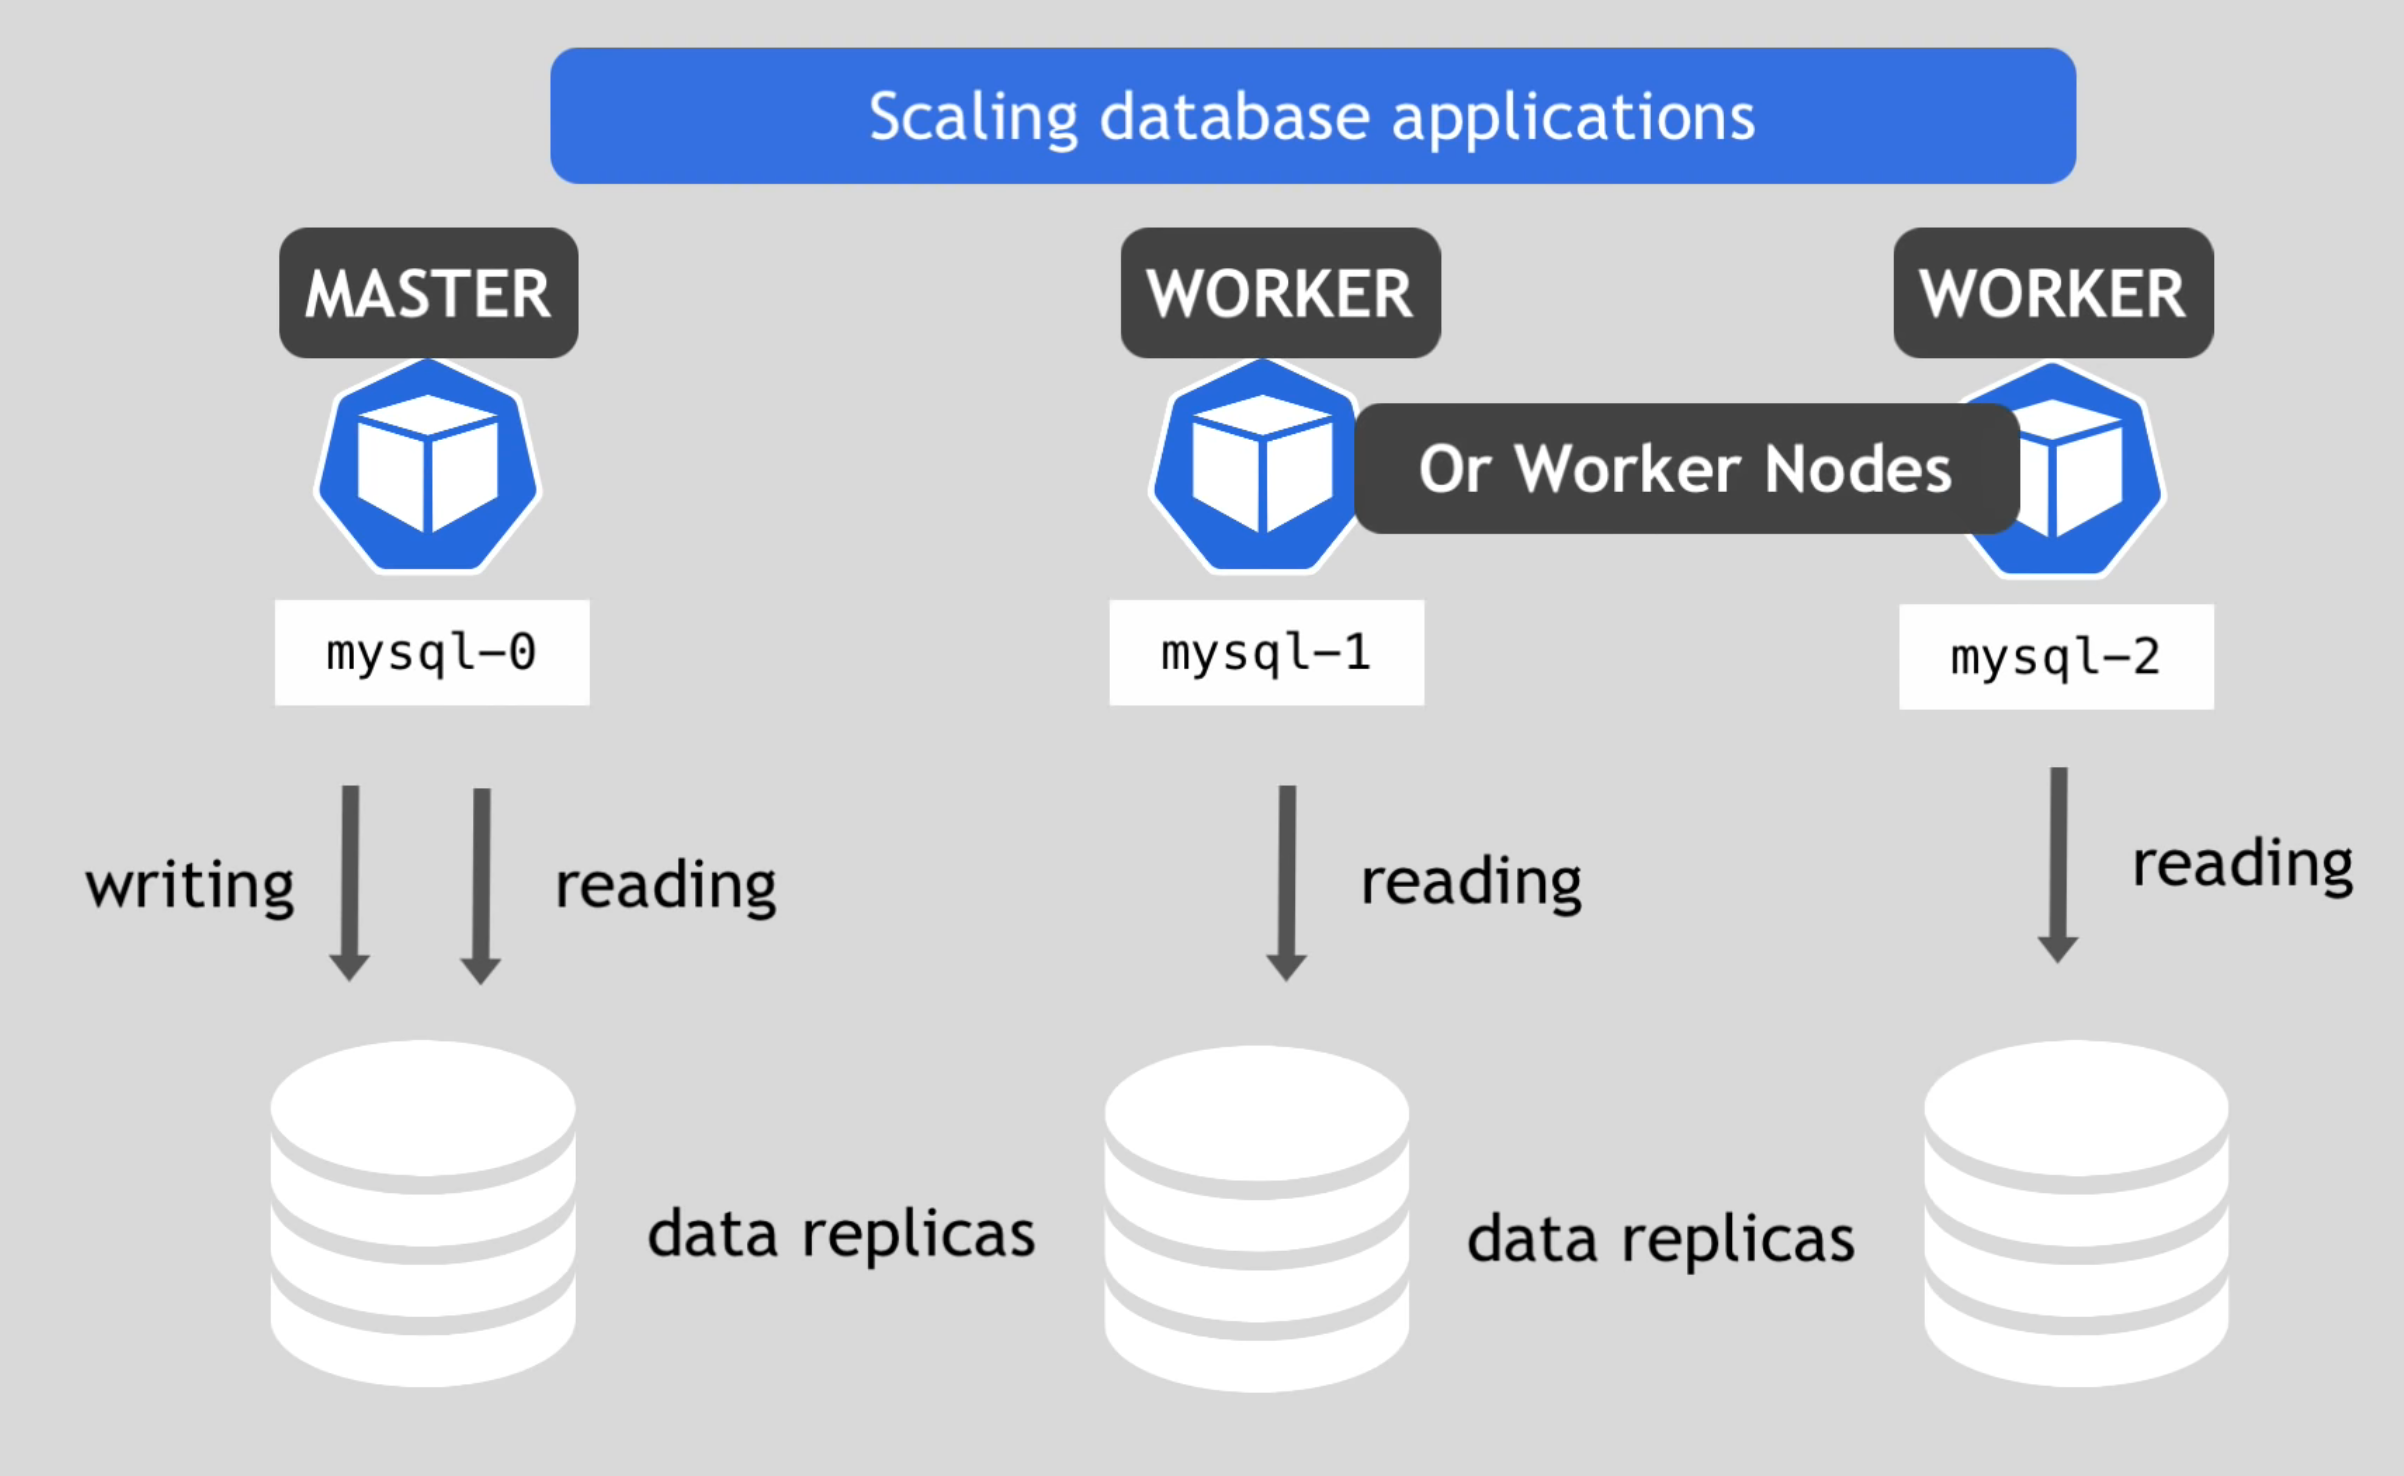 Scaling database applications
MASTER
WORKER
WORKER
Or Worker Nodes
mysql-0
mysql-1
mysql-2
writing
reading
reading
reading
data replicas
data replicas